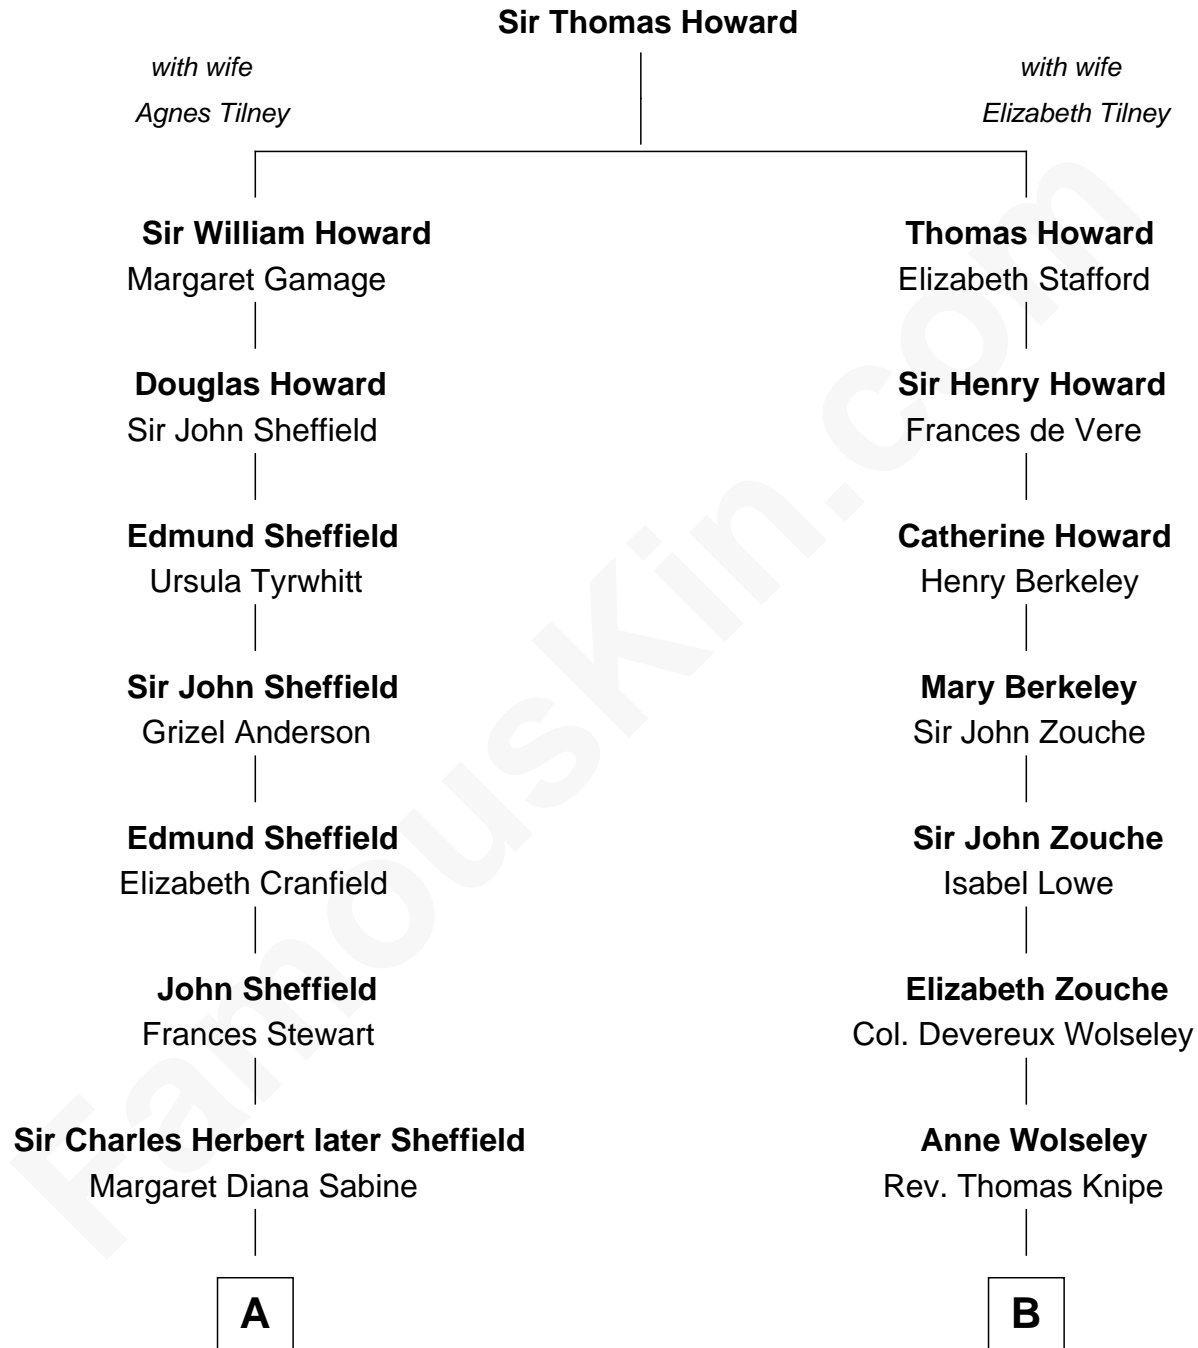 Sir Thomas Howard
with wife
Agnes Tilney
with wife
Elizabeth Tilney
Sir William Howard
Margaret Gamage
Thomas Howard
Elizabeth Stafford
Douglas Howard
Sir John Sheffield
Sir Henry Howard
Frances de Vere
Edmund Sheffield
Ursula Tyrwhitt
Catherine Howard
Henry Berkeley
Sir John Sheffield
Grizel Anderson
Mary Berkeley
Sir John Zouche
Edmund Sheffield
Elizabeth Cranfield
Sir John Zouche
Isabel Lowe
John Sheffield
Frances Stewart
Elizabeth Zouche
Col. Devereux Wolseley
Sir Charles Herbert later Sheffield
Margaret Diana Sabine
Anne Wolseley
Rev. Thomas Knipe
A
B
FamousKin.com